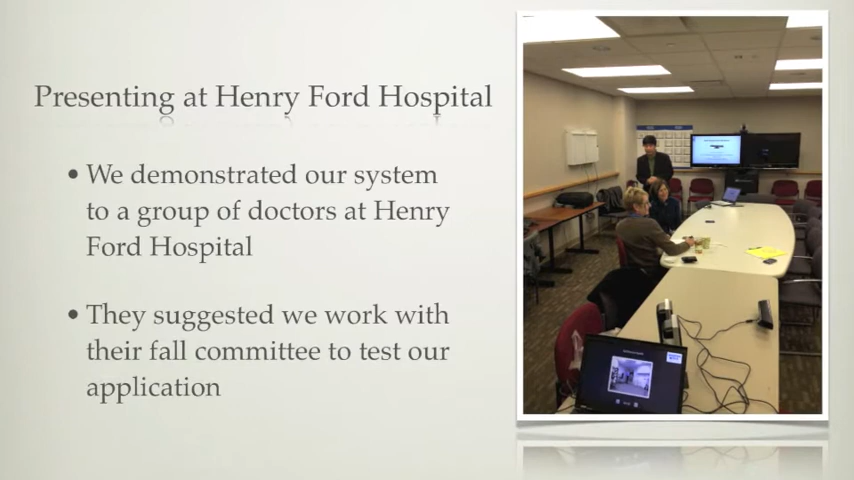 Presenting at Henry Ford Hospital
• We demonstrated our system
to a group of doctors at Henry
Ford Hospital
• They suggested we work with
their fall committee to test our
application